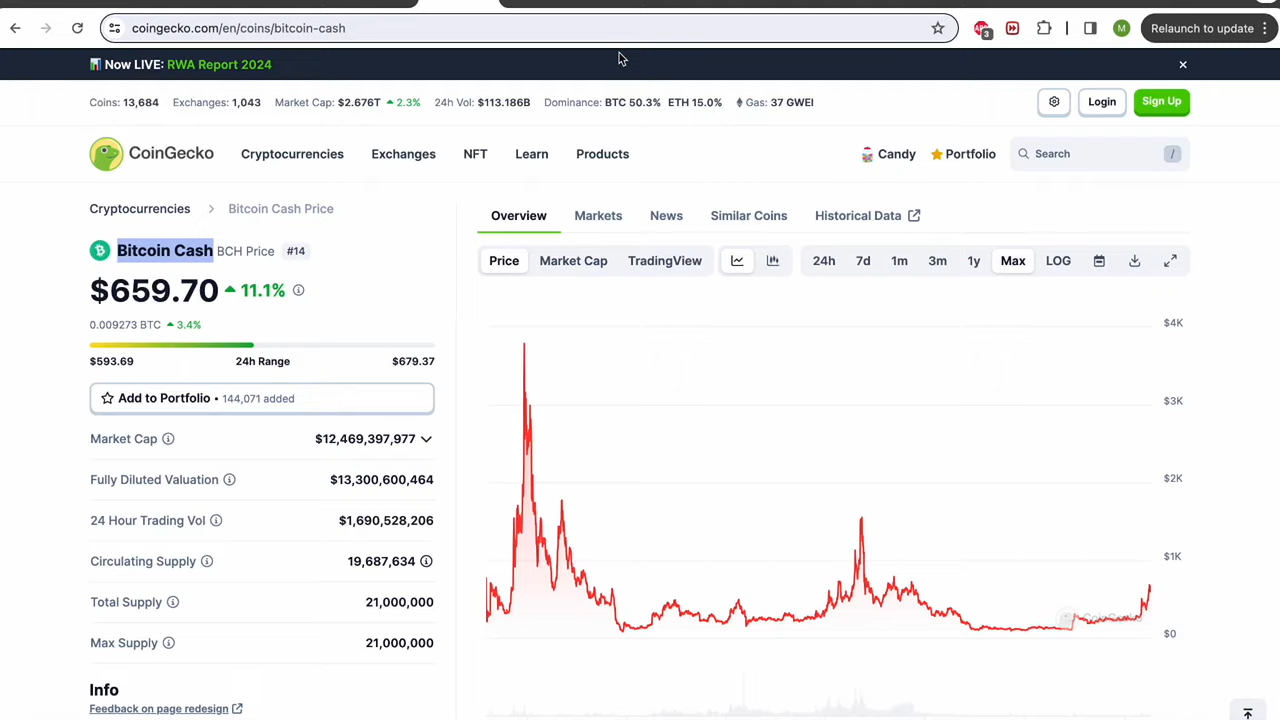 coingecko.com/en/coins/bitcoin-cash
3
M
Relaunch to update
Now LIVE: RWA Report 2024
Coins: 13,684 Exchanges: 1,043 Market Cap: $2.676T 2.3% 24h Vol: $113.186B Dominance: BTC 50.3% ETH 15.0% Gas: 37 GWEI
Login
Sign Up
CoinGecko
Cryptocurrencies
Exchanges
NFT
Learn
Products
Candy
Portfolio
Search
/
Cryptocurrencies > Bitcoin Cash Price
Bitcoin Cash BCH Price #14
$659.70 11.1%
0.009273 BTC 3.4%
$593.69 24h Range $679.37
Add to Portfolio • 144,071 added
Market Cap $12,469,397,977
Fully Diluted Valuation $13,300,600,464
24 Hour Trading Vol $1,690,528,206
Circulating Supply 19,687,634
Total Supply 21,000,000
Max Supply 21,000,000
Info
Feedback on page redesign
Overview Markets News Similar Coins Historical Data
Price Market Cap TradingView
24h 7d 1m 3m 1y Max LOG
$4K
$3K
$2K
$1K
CoinGecko
$0